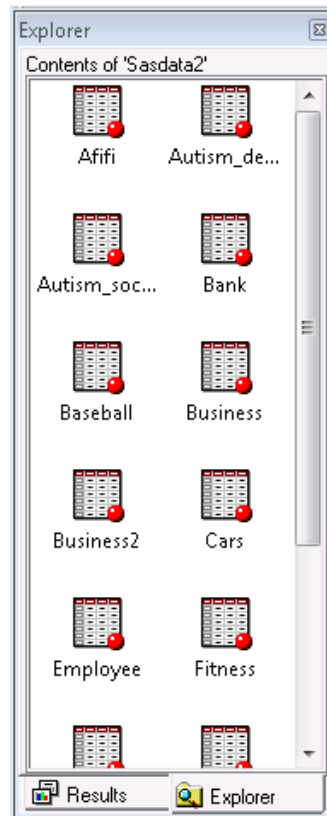 Explorer
Contents of 'Sasdata2'
Afifi Autism_de...
Autism_soc... Bank
Baseball Business
Business2 Cars
Employee Fitness
Results Explorer